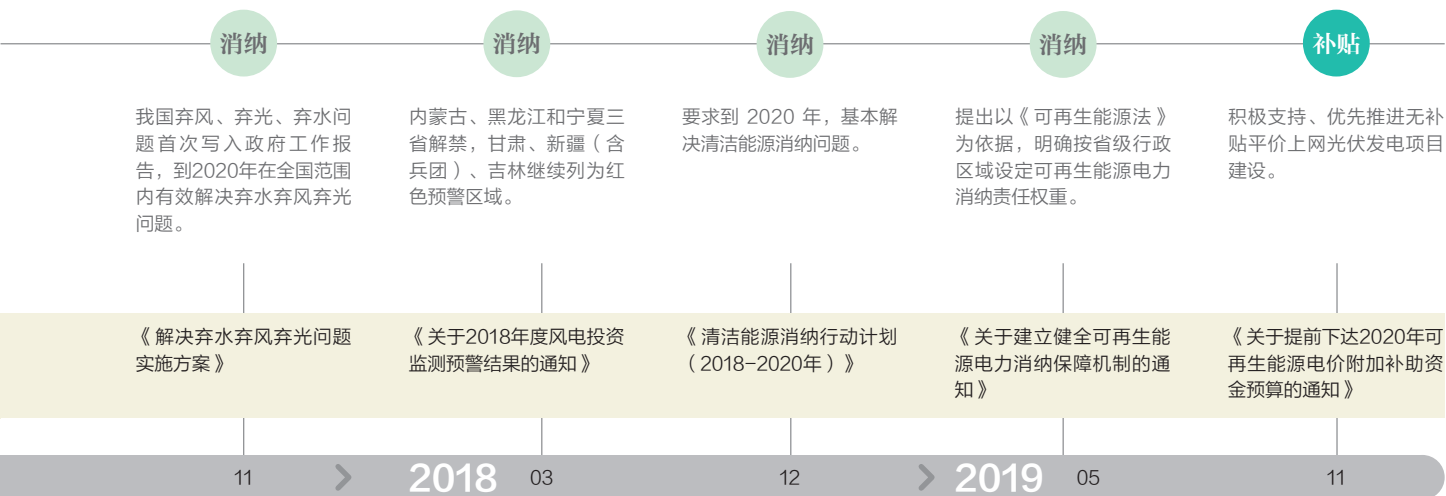 消纳
消纳
消纳
消纳
补贴
我国弃风、弃光、弃水问
题首次写入政府工作报
告，到2020年在全国范围
内有效解决弃水弃风弃光
问题。
内蒙古、黑龙江和宁夏三
省解禁，甘肃、新疆（含
兵团）、吉林继续列为红
色预警区域。
要求到 2020 年，基本解
决清洁能源消纳问题。
提出以《可再生能源法》
为依据，明确按省级行政
区域设定可再生能源电力
消纳责任权重。
积极支持、优先推进无补
贴平价上网光伏发电项目
建设。
《解决弃水弃风弃光问题
实施方案》
《关于2018年度风电投资
监测预警结果的通知》
《清洁能源消纳行动计划
（2018-2020年）》
《关于建立健全可再生能
源电力消纳保障机制的通
知》
《关于提前下达2020年可
再生能源电价附加补助资
金预算的通知》
11
2018
03
12
2019
05
11